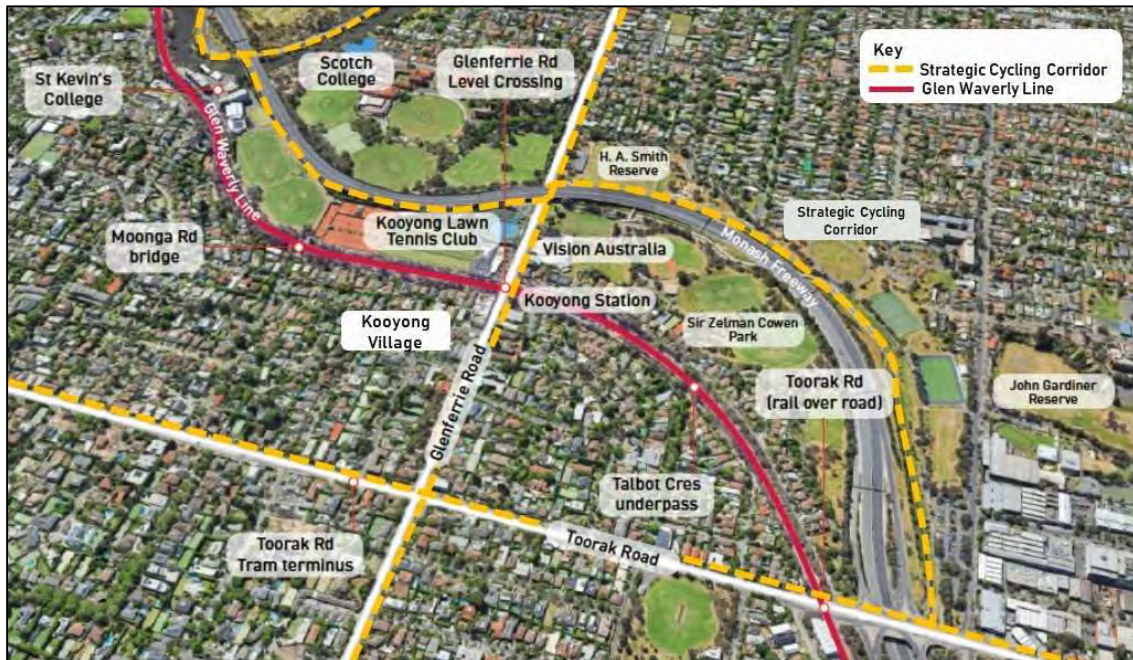 Key
Strategic Cycling Corridor
Glen Waverly Line
St Kevin's
College
Scotch
College
Glenferrie Rd
Level Crossing
H. A. Smith
Reserve
Glen Waverly Line
Moonga Rd
bridge
Kooyong Lawn
Tennis Club
Vision Australia
Strategic Cycling
Corridor
Monash Freeway
Kooyong Station
Kooyong
Village
Sir Zelman Cowen
Park
Glenferrie Road
Toorak Rd
(rail over road)
John Gardiner
Reserve
Talbot Cres
underpass
Toorak Rd
Tram terminus
Toorak Road